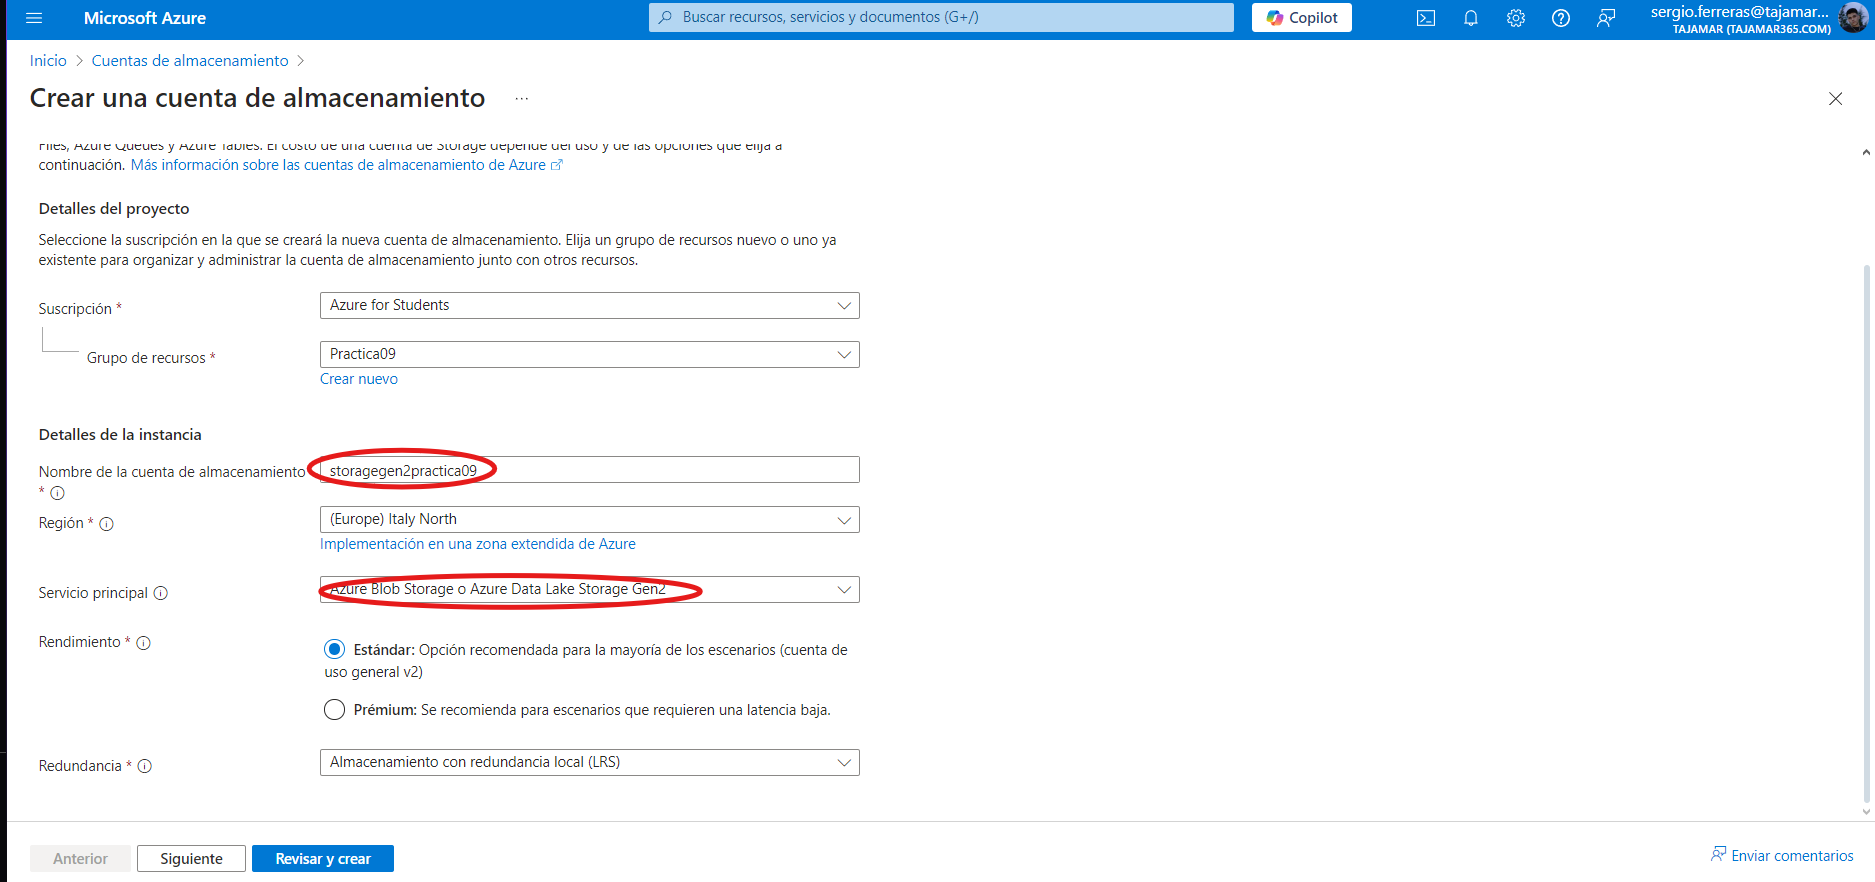 Microsoft Azure
Buscar recursos, servicios y documentos (G+/)
Copilot
sergio.ferreras@tajamar...
TAJAMAR (TAJAMAR365.COM)
Inicio > Cuentas de almacenamiento >
Crear una cuenta de almacenamiento ...
Files, Azure Queues y Azure Tables. El costo de una cuenta de Storage depende del uso y de las opciones que elija a
continuación. Más información sobre las cuentas de almacenamiento de Azure
Detalles del proyecto
Seleccione la suscripción en la que se creará la nueva cuenta de almacenamiento. Elija un grupo de recursos nuevo o uno ya
existente para organizar y administrar la cuenta de almacenamiento junto con otros recursos.
Suscripción *
Azure for Students
Grupo de recursos *
Practica09
Crear nuevo
Detalles de la instancia
Nombre de la cuenta de almacenamiento
*
storagegen2practica09
Región *
(Europe) Italy North
Implementación en una zona extendida de Azure
Servicio principal
Azure Blob Storage o Azure Data Lake Storage Gen2
Rendimiento *
Estándar: Opción recomendada para la mayoría de los escenarios (cuenta de
uso general v2)
Prémium: Se recomienda para escenarios que requieren una latencia baja.
Redundancia *
Almacenamiento con redundancia local (LRS)
Anterior
Siguiente
Revisar y crear
Enviar comentarios